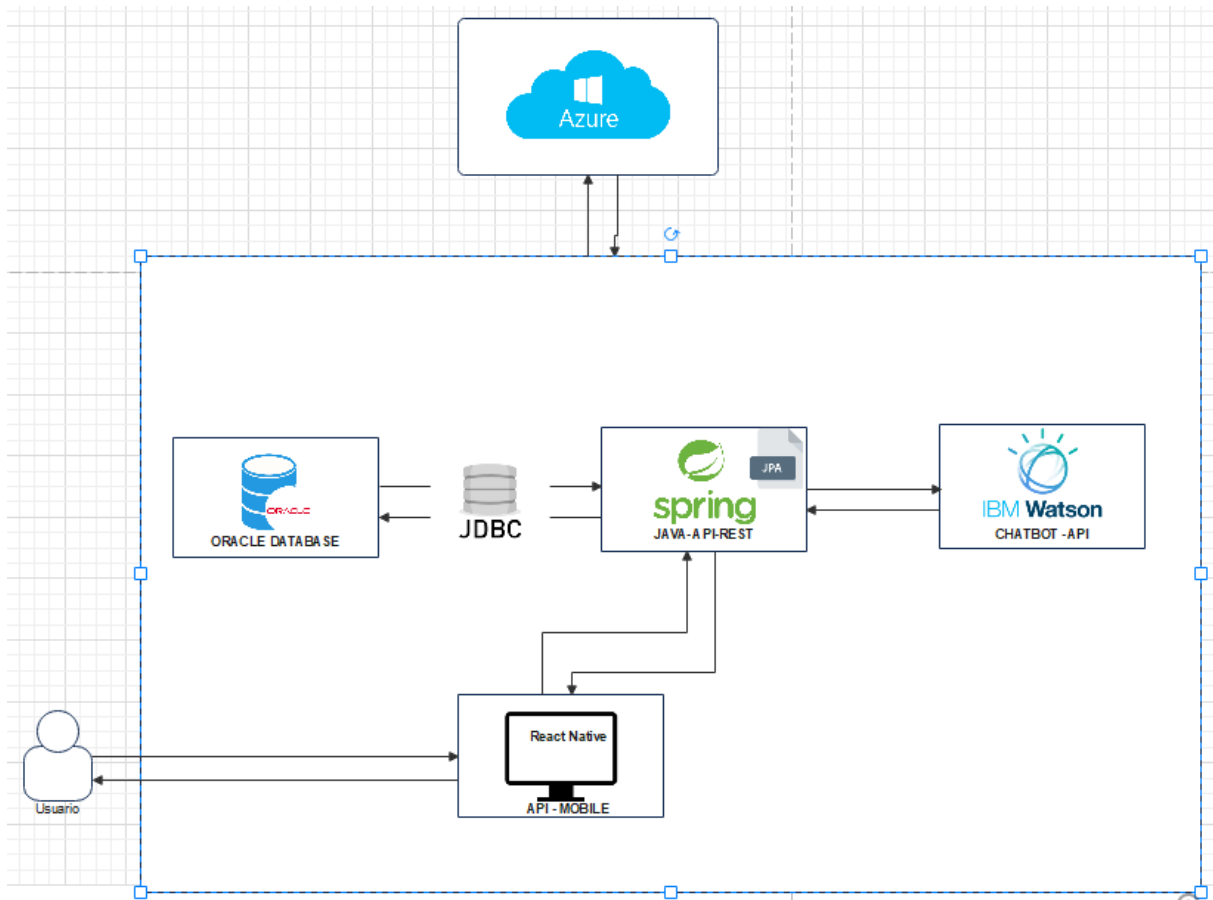 Azure
ORACLE
ORACLE DATABASE
JDBC
JPA
spring
JAVA-API-REST
IBM Watson
CHATBOT -API
React Native
API - MOBILE
Usuario